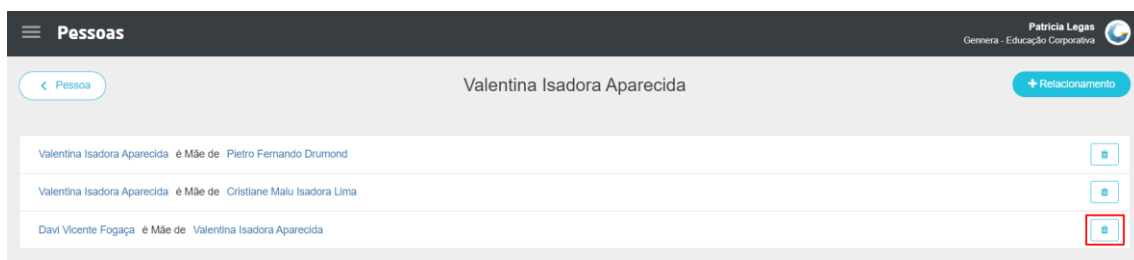 Pessoas
Patricia Legas
Gennera - Educação Corporativa
Pessoa
Valentina Isadora Aparecida
+ Relacionamento
Valentina Isadora Aparecida é Mãe de Pietro Fernando Drumond
Valentina Isadora Aparecida é Mãe de Cristiane Malu Isadora Lima
Davi Vicente Fogaça é Mãe de Valentina Isadora Aparecida